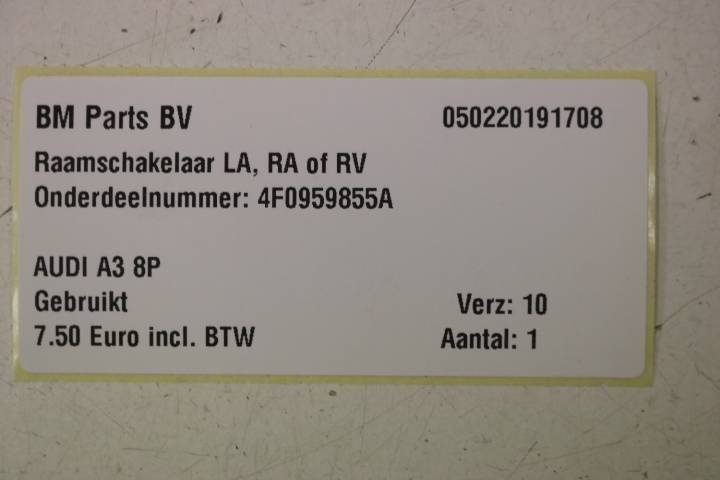 BM Parts BV 050220191708
Raamschakelaar LA, RA of RV
Onderdeelnummer: 4F0959855A
AUDI A3 8P
Gebruikt Verz: 10
7.50 Euro incl. BTW Aantal: 1